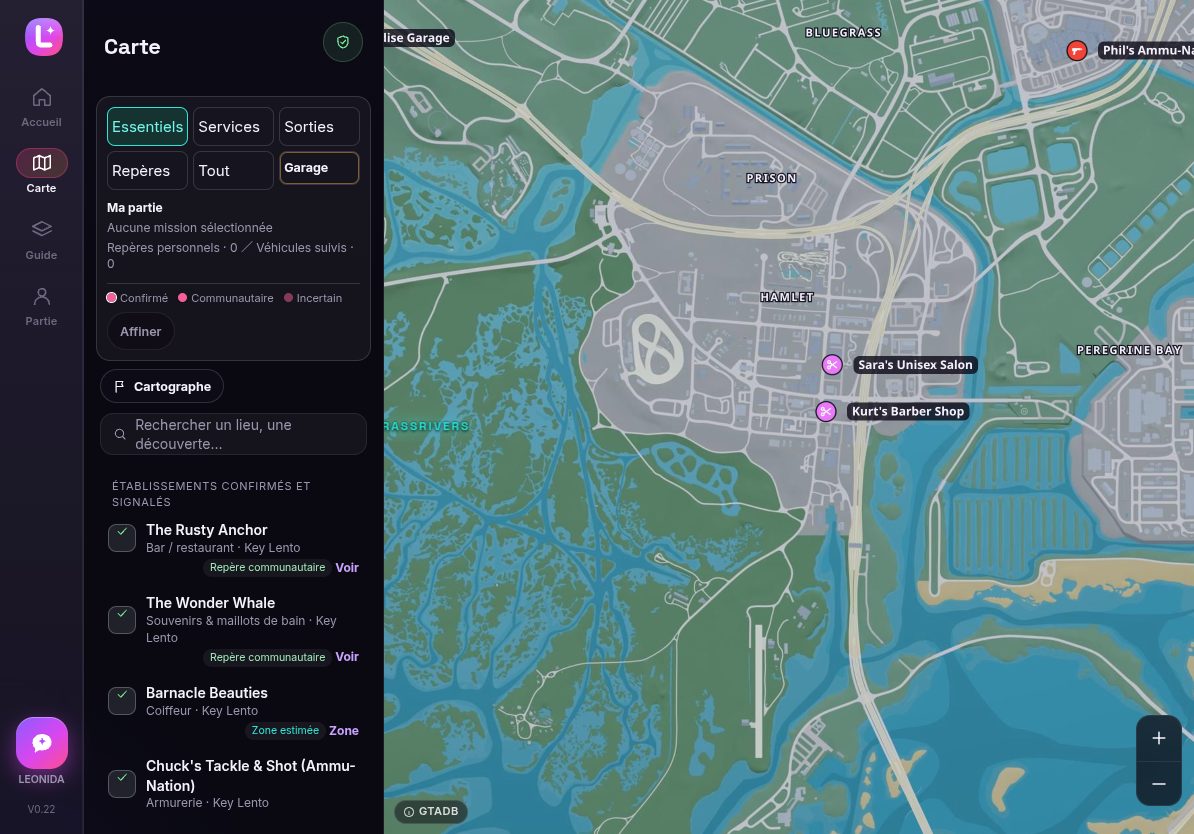 Accueil
Carte
Guide
Partie
LEONIDA
V0.22
Carte
Essentiels
Services
Sorties
Repères
Tout
Garage
Ma partie
Aucune mission sélectionnée
Repères personnels · 0 ／ Véhicules suivis ·
0
Confirmé
Communautaire
Incertain
Affiner
Cartographe
Rechercher un lieu, une
découverte...
ÉTABLISSEMENTS CONFIRMÉS ET
SIGNALÉS
The Rusty Anchor
Bar / restaurant · Key Lento
Repère communautaire Voir
The Wonder Whale
Souvenirs & maillots de bain · Key
Lento
Repère communautaire Voir
Barnacle Beauties
Coiffeur · Key Lento
Zone estimée Zone
Chuck's Tackle & Shot (Ammu-
Nation)
Armurerie · Key Lento
lise Garage
BLUEGRASS
Phil's Ammu-Na
PRISON
HAMLET
PEREGRINE BAY
Sara's Unisex Salon
Kurt's Barber Shop
RASSRIVERS
GTADB